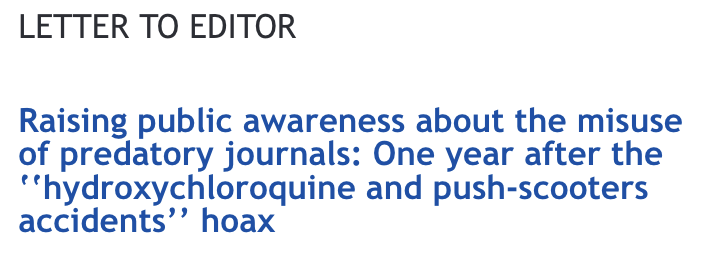 LETTER TO EDITOR
Raising public awareness about the misuse
of predatory journals: One year after the
‘‘hydroxychloroquine and push-scooters
accidents’’ hoax